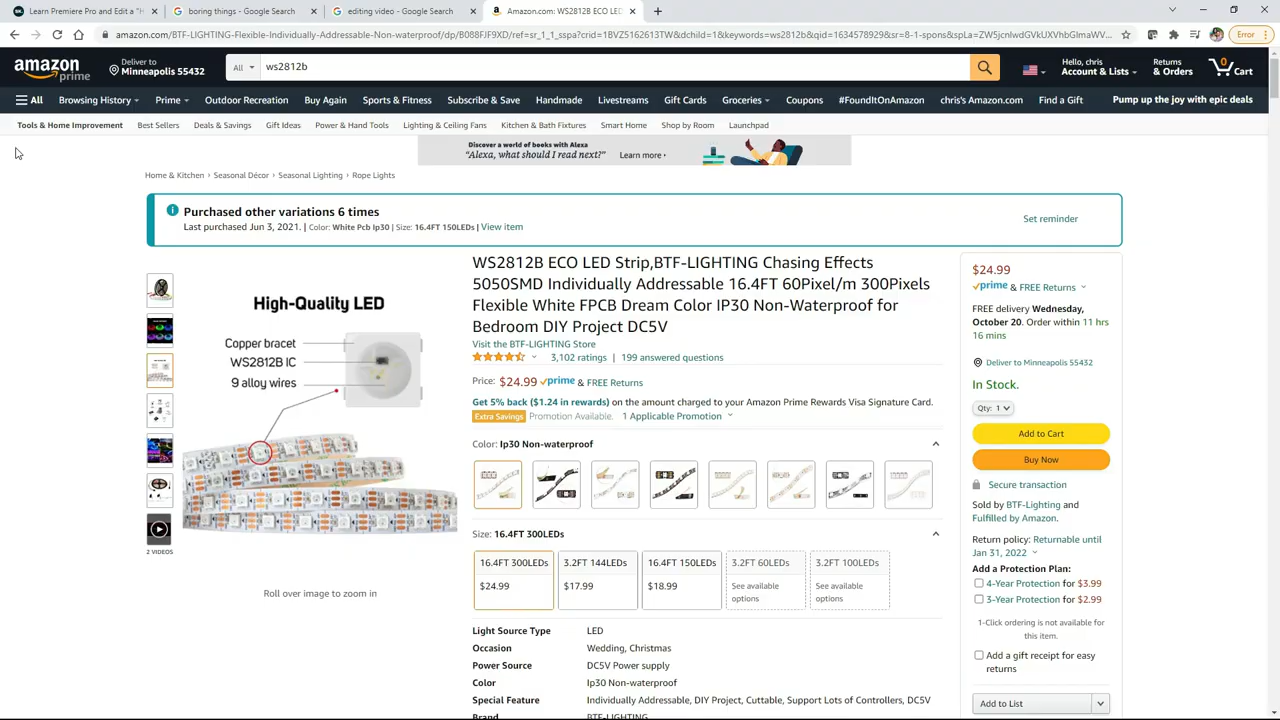 Learn Premiere Pro and Edit a "H
boring things - Google Search
editing video - Google Search
Amazon.com: WS2812B ECO LED
amazon.com/BTF-LIGHTING-Flexible-Individually-Addressable-Non-waterproof/dp/B088FJF9XD/ref=sr_1_1_sspa?crid=1BVZ5162613TW&dchild=1&keywords=ws2812b&qid=1634578929&sr=8-1-spons&spLa=ZW5jcnlwdGVkUXVhbGlmaWV...
Error
amazon prime
Deliver to
Minneapolis 55432
All
ws2812b
Hello, chris
Account & Lists
Returns
& Orders
0
Cart
All
Browsing History
Prime
Outdoor Recreation
Buy Again
Sports & Fitness
Subscribe & Save
Handmade
Livestreams
Gift Cards
Groceries
Coupons
#FoundItOnAmazon
chris's Amazon.com
Find a Gift
Pump up the joy with epic deals
Tools & Home Improvement
Best Sellers
Deals & Savings
Gift Ideas
Power & Hand Tools
Lighting & Ceiling Fans
Kitchen & Bath Fixtures
Smart Home
Shop by Room
Launchpad
Discover a world of books with Alexa
"Alexa, what should I read next?"
Learn more ›
Home & Kitchen › Seasonal Décor › Seasonal Lighting › Rope Lights
Purchased other variations 6 times
Last purchased Jun 3, 2021. | Color: White Pcb Ip30 | Size: 16.4FT 150LEDs | View item
Set reminder
High-Quality LED
Copper bracet
WS2812B IC
9 alloy wires
2 VIDEOS
Roll over image to zoom in
WS2812B ECO LED Strip,BTF-LIGHTING Chasing Effects
5050SMD Individually Addressable 16.4FT 60Pixel/m 300Pixels
Flexible White FPCB Dream Color IP30 Non-Waterproof for
Bedroom DIY Project DC5V
Visit the BTF-LIGHTING Store
3,102 ratings | 199 answered questions
Price: $24.99 prime & FREE Returns
Get 5% back ($1.24 in rewards) on the amount charged to your Amazon Prime Rewards Visa Signature Card.
Extra Savings Promotion Available. 1 Applicable Promotion
Color: Ip30 Non-waterproof
Size: 16.4FT 300LEDs
16.4FT 300LEDs
$24.99
3.2FT 144LEDs
$17.99
16.4FT 150LEDs
$18.99
3.2FT 60LEDs
See available
options
3.2FT 100LEDs
See available
options
Light Source Type LED
Occasion Wedding, Christmas
Power Source DC5V Power supply
Color Ip30 Non-waterproof
Special Feature Individually Addressable, DIY Project, Cuttable, Support Lots of Controllers, DC5V
Brand BTF-LIGHTING
$24.99
prime & FREE Returns
FREE delivery Wednesday,
October 20. Order within 11 hrs
16 mins
Deliver to Minneapolis 55432
In Stock.
Qty: 1
Add to Cart
Buy Now
Secure transaction
Sold by BTF-Lighting and
Fulfilled by Amazon.
Return policy: Returnable until
Jan 31, 2022
Add a Protection Plan:
4-Year Protection for $3.99
3-Year Protection for $2.99
1-Click ordering is not available for
this item.
Add a gift receipt for easy
returns
Add to List